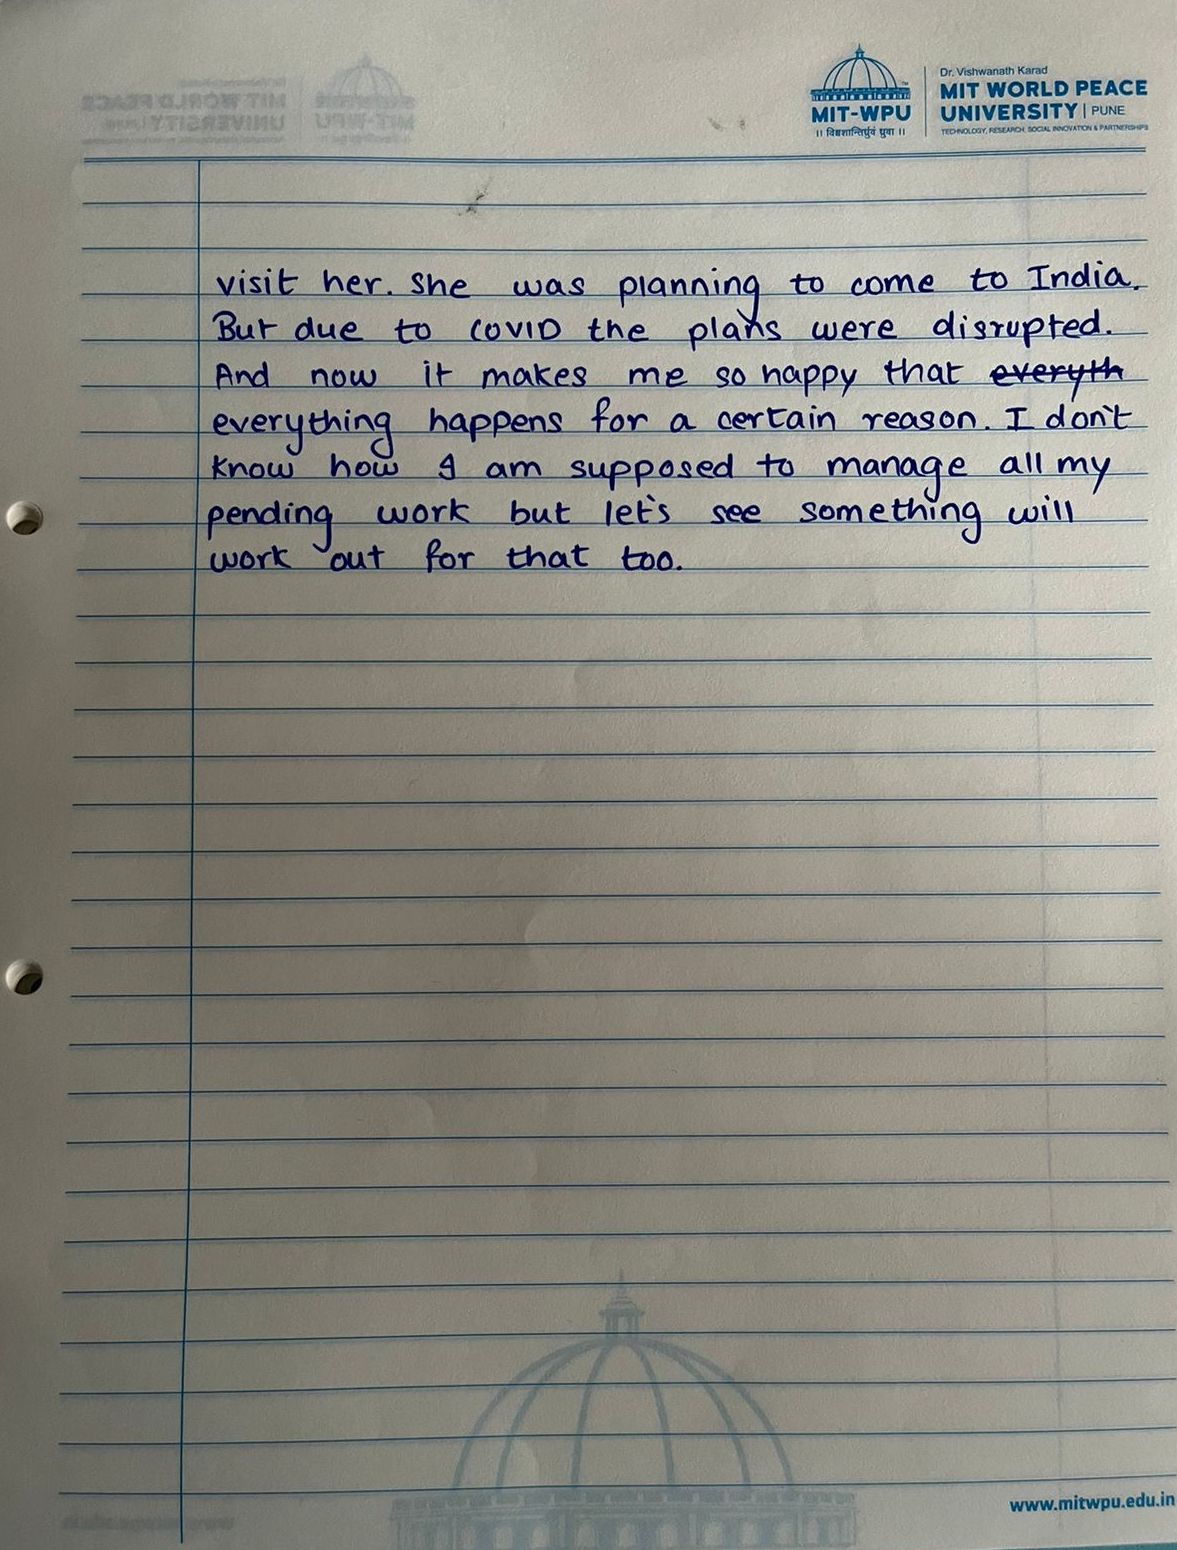 Dr. Vishwanath Karad
MIT WORLD PEACE
UNIVERSITY | PUNE
TECHNOLOGY, RESEARCH, SOCIAL INNOVATION & PARTNERSHIPS
MIT-WPU
।। विश्वशान्तिर्ध्रुवं ध्रुवा ।।
visit her. She was planning to come to India.
But due to COVID the plans were disrupted.
And now it makes me so happy that everyth
everything happens for a certain reason. I don't
know how I am supposed to manage all my
pending work but let's see something will
work out for that too.
www.mitwpu.edu.in